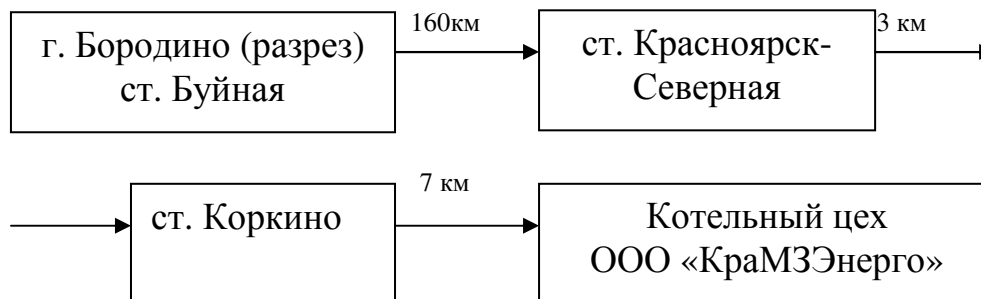 г. Бородино (разрез)
ст. Буйная
160км
ст. Красноярск-
Северная
3 км
ст. Коркино
7 км
Котельный цех
ООО «КраМЗЭнерго»